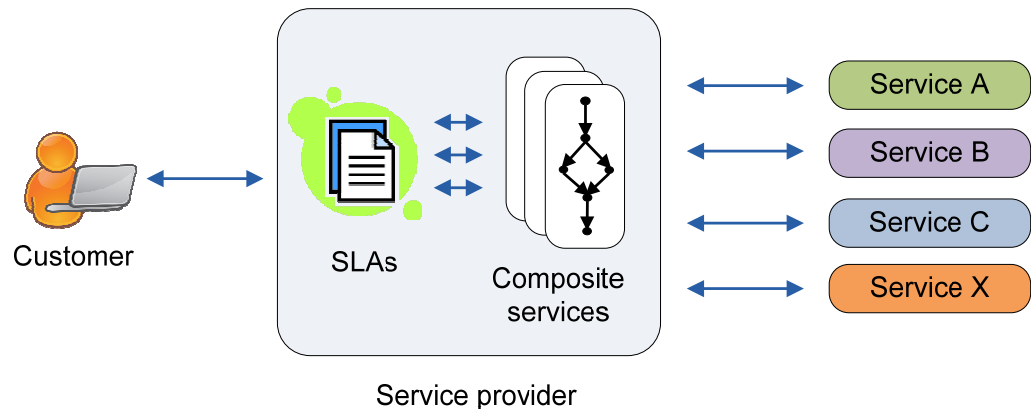 Customer
SLAs
Composite
services
Service provider
Service A
Service B
Service C
Service X